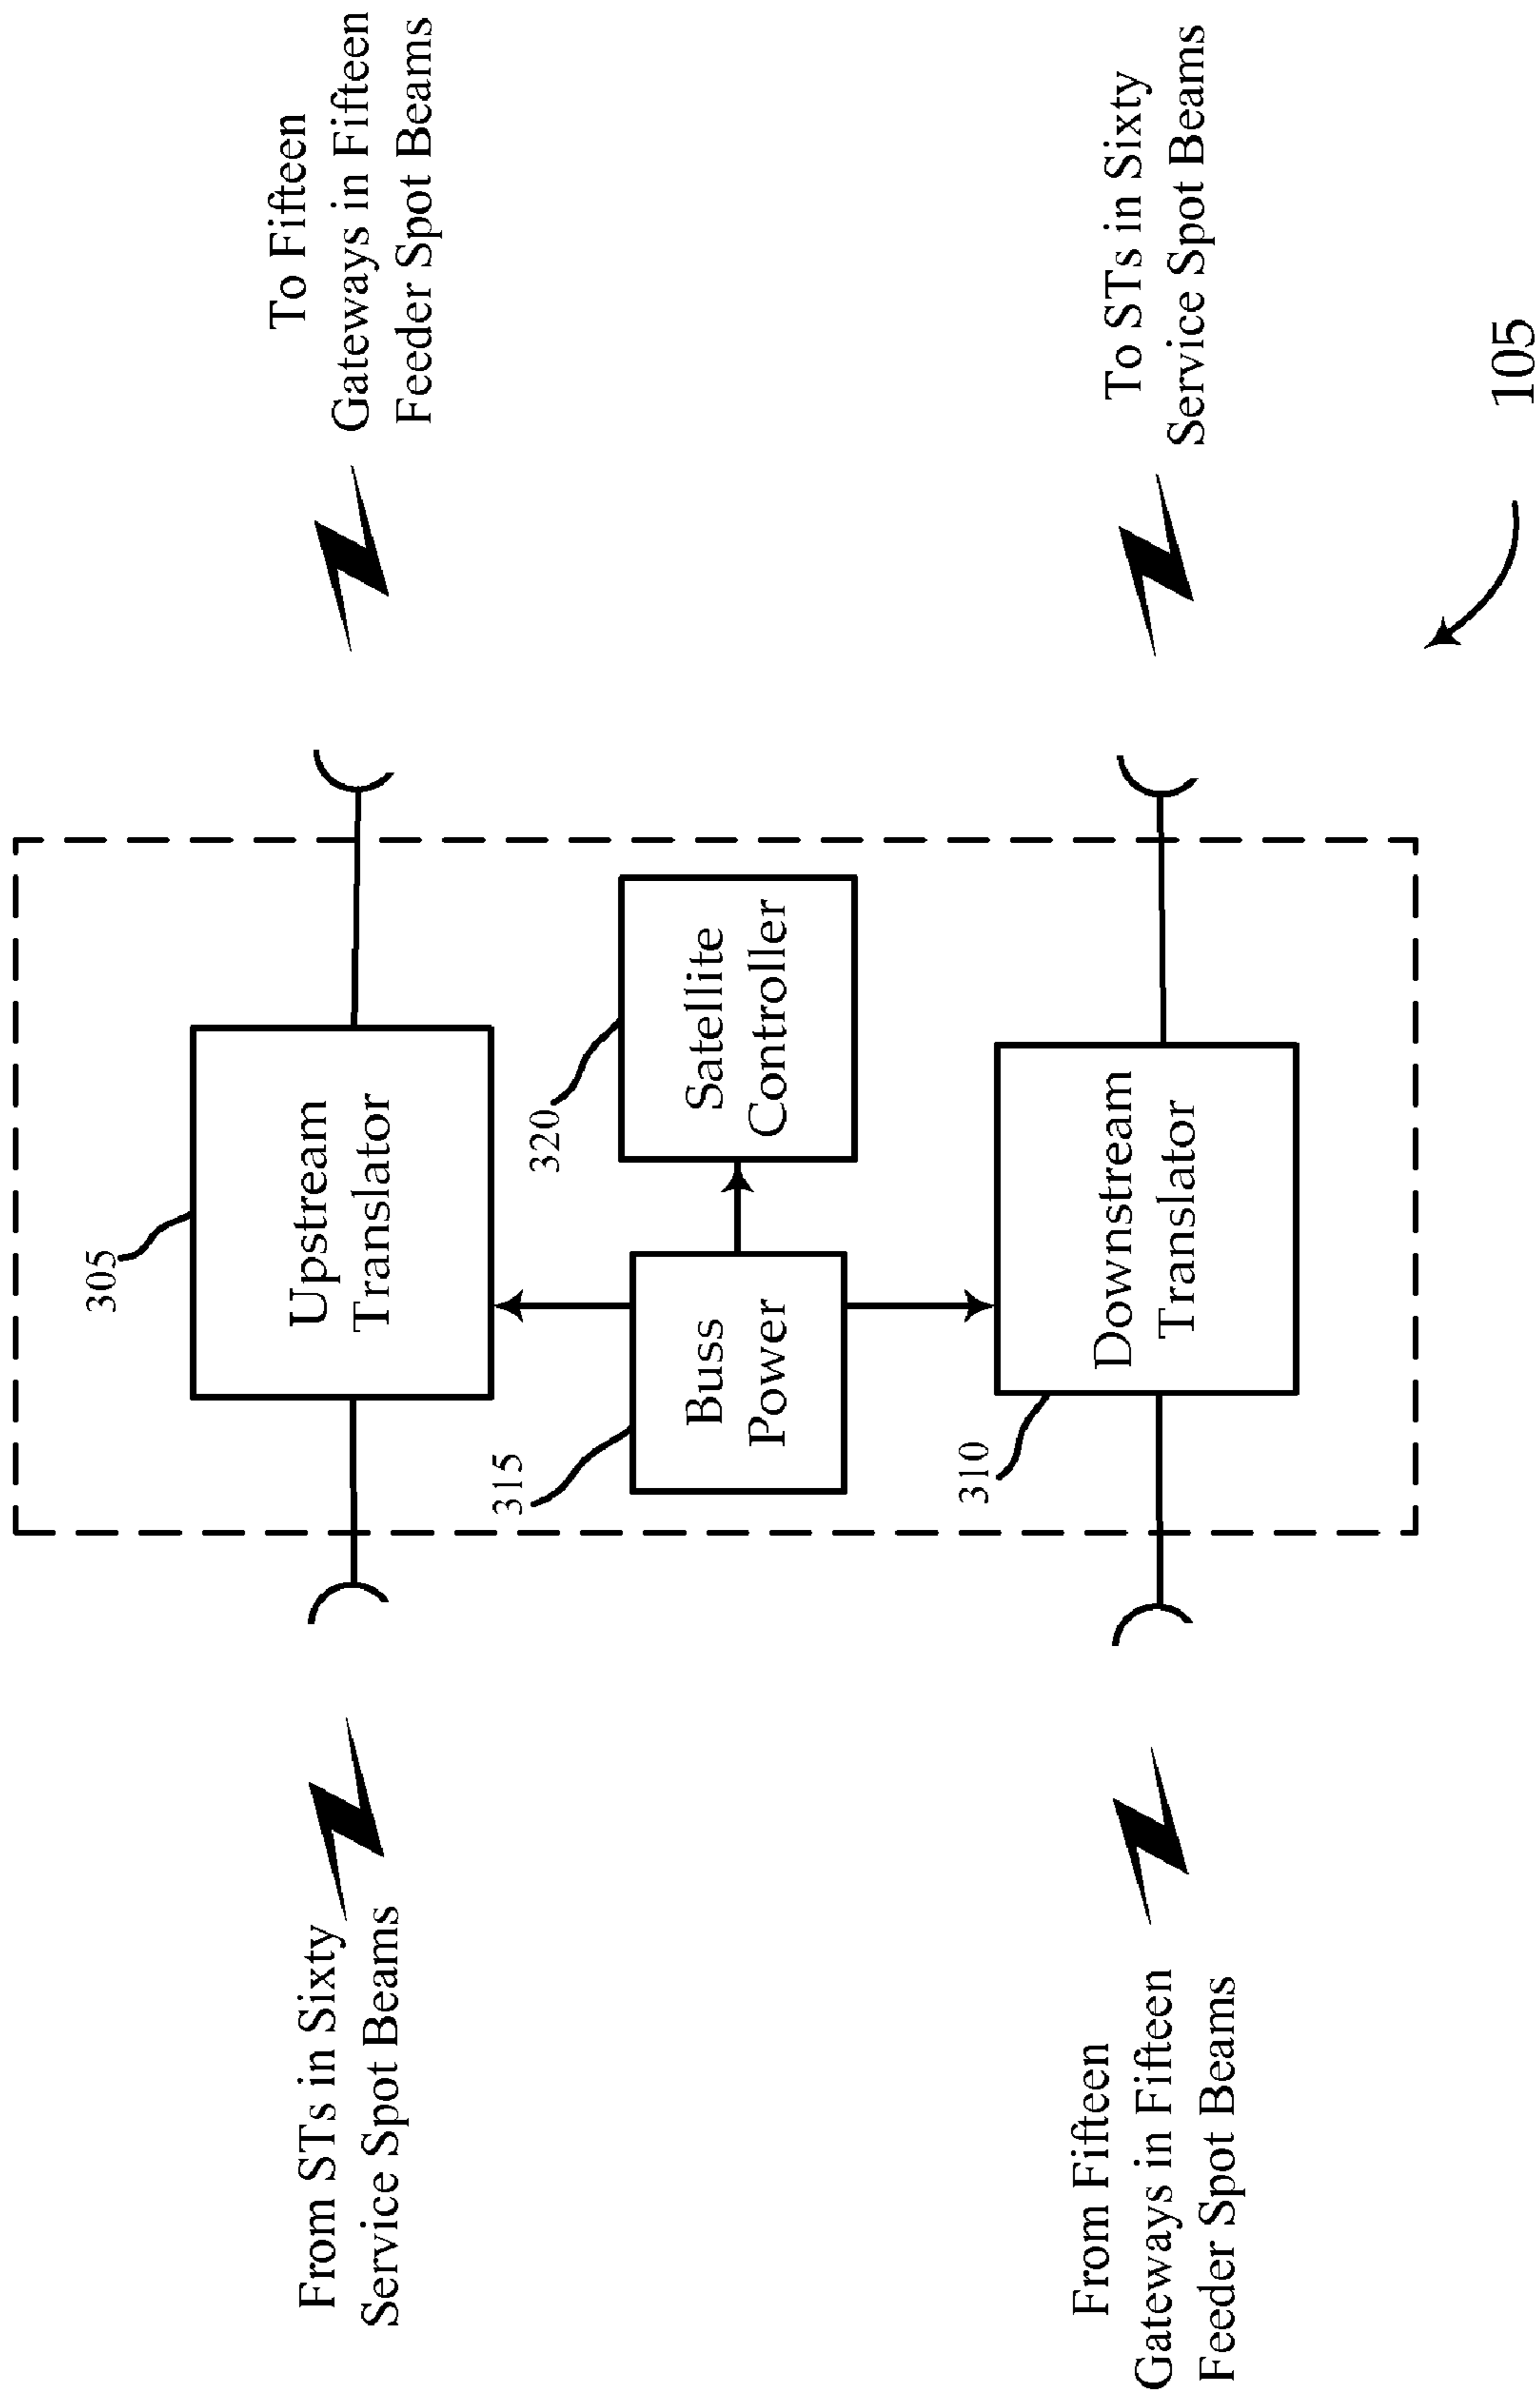 305
Upstream
Translator
From STs in Sixty
Service Spot Beams
To Fifteen
Gateways in Fifteen
Feeder Spot Beams
315
Buss
Power
320
Satellite
Controller
310
Downstream
Translator
From Fifteen
Gateways in Fifteen
Feeder Spot Beams
To STs in Sixty
Service Spot Beams
105